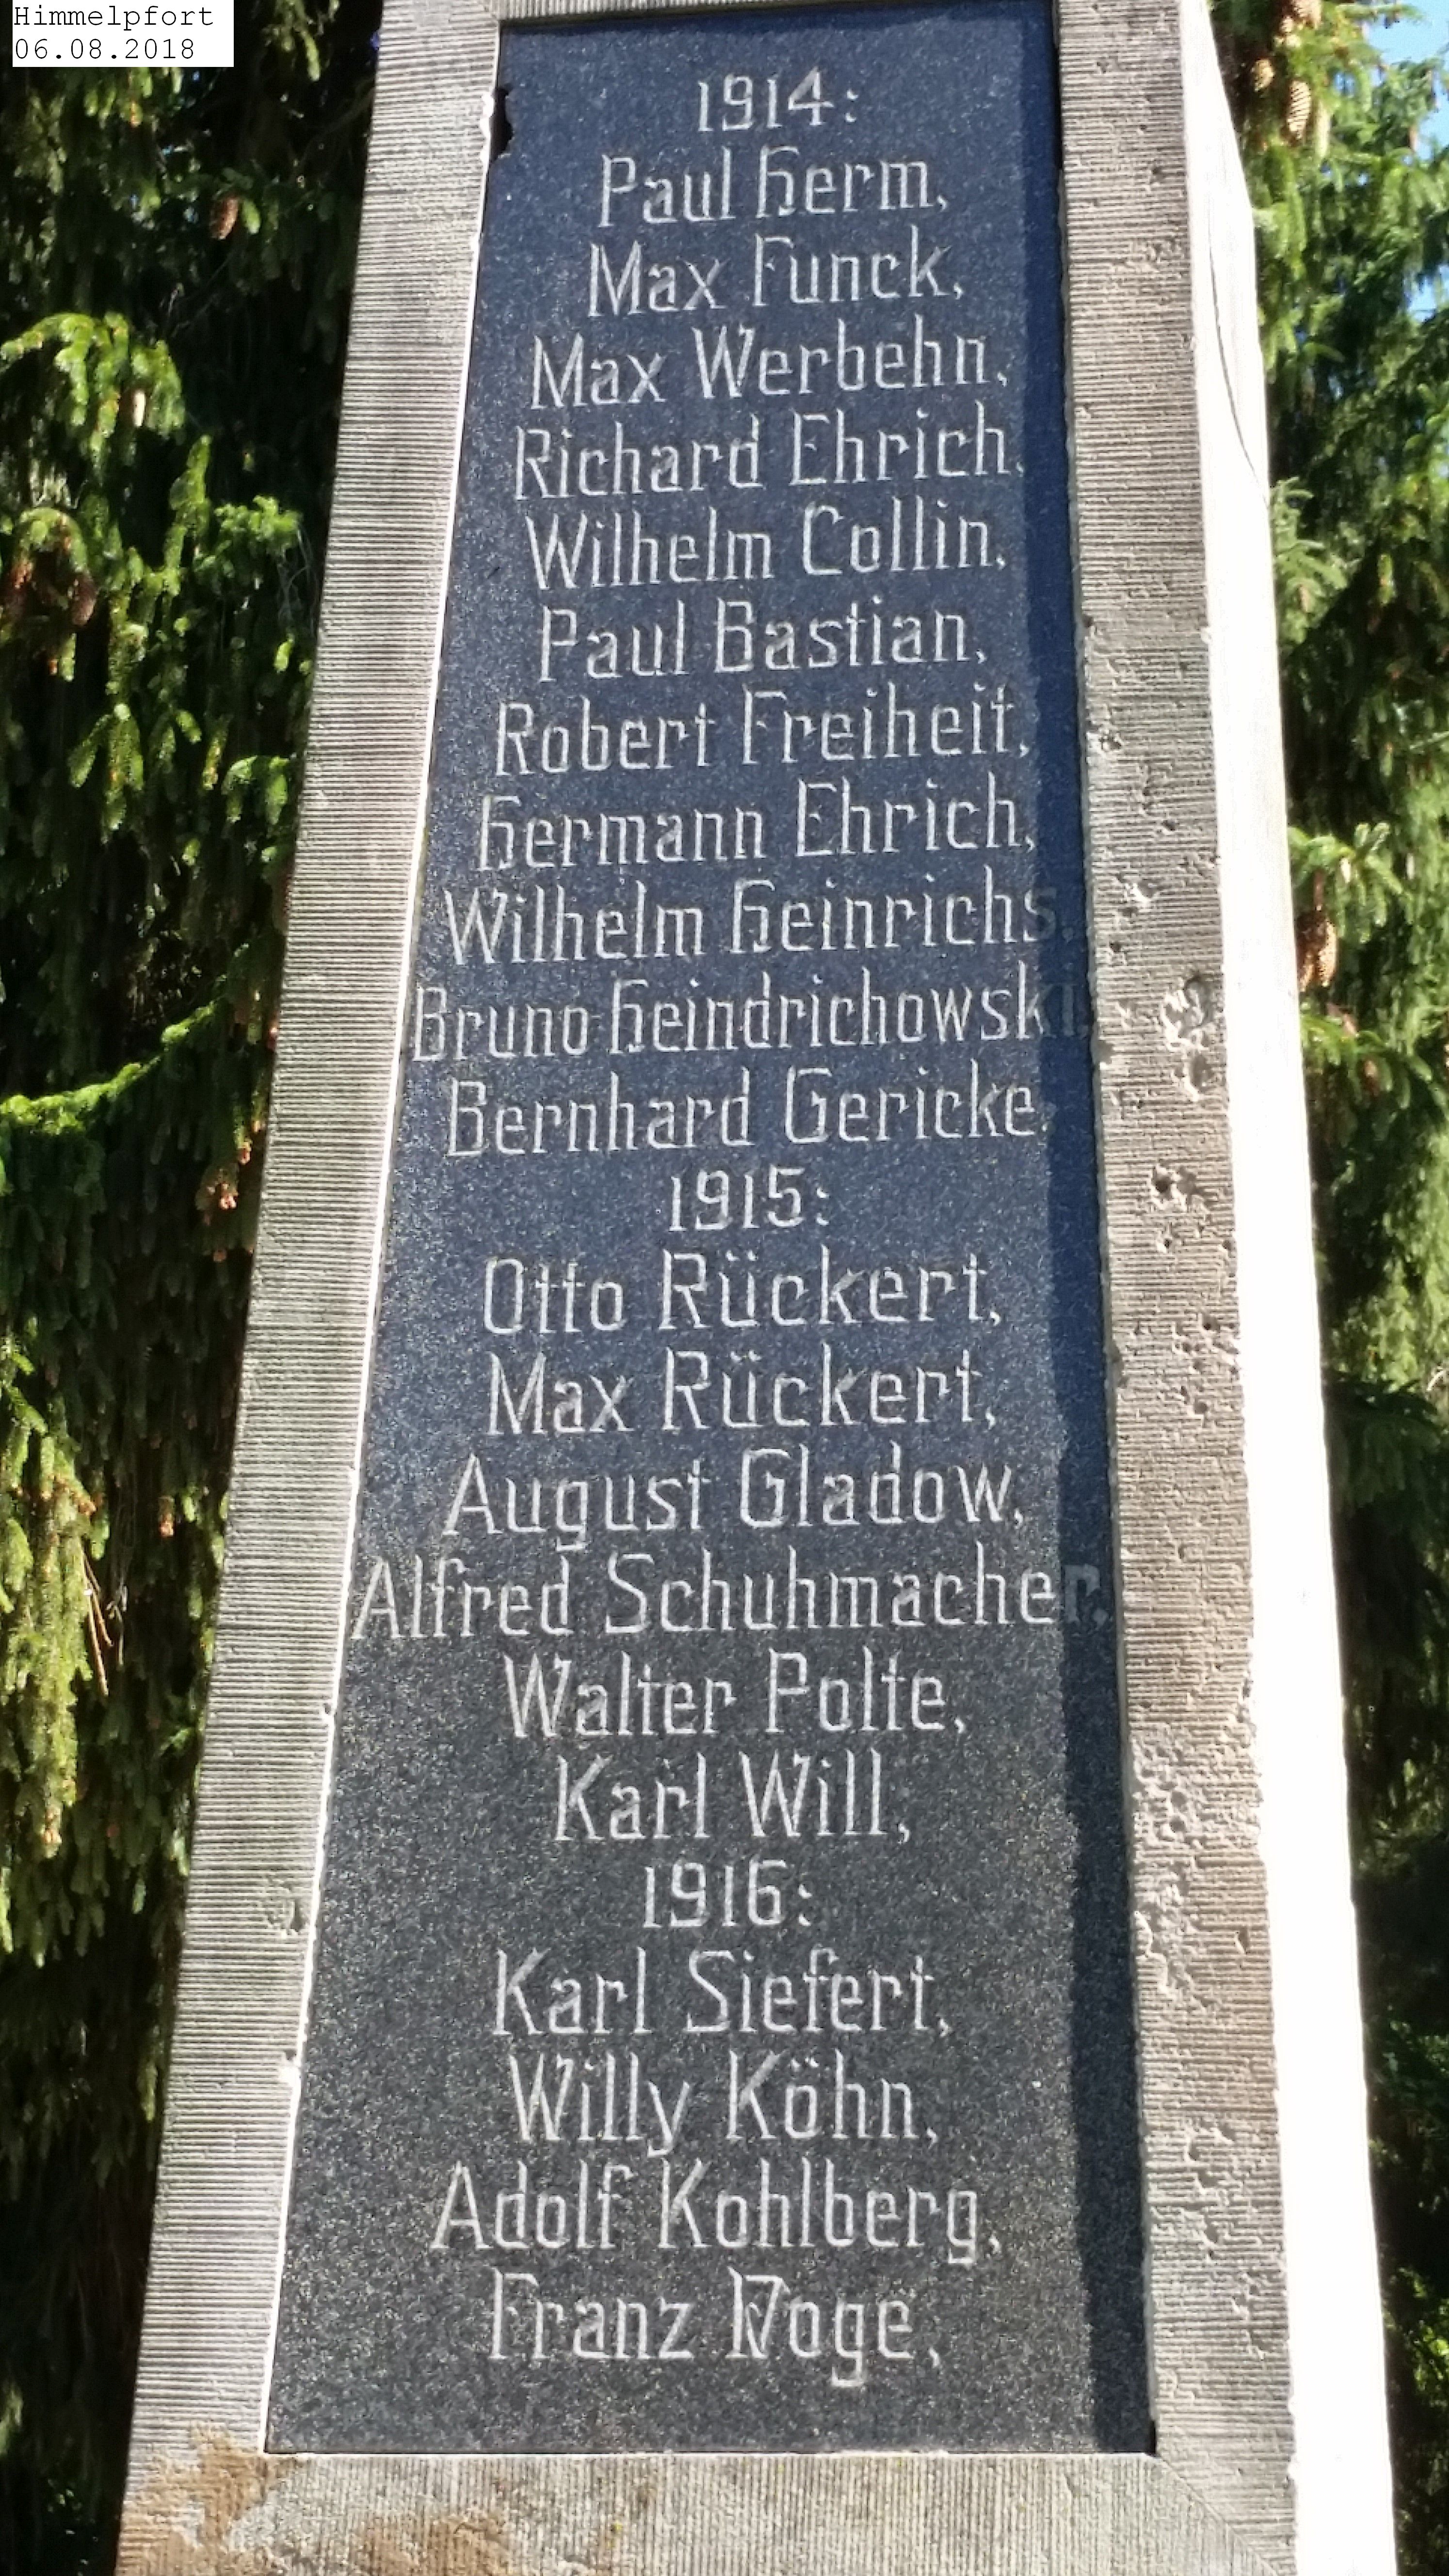 Himmelpfort
06.08.2018
1914:
Paul Herm,
Max Funck,
Max Werbehn,
Richard Ehrich,
Wilhelm Collin,
Paul Bastian,
Robert Freiheit,
Hermann Ehrich,
Wilhelm Heinrichs,
Bruno Heindrichowski,
Bernhard Gericke,
1915:
Otto Rückert,
Max Rückert,
August Gladow,
Alfred Schuhmacher,
Walter Polte,
Karl Will,
1916:
Karl Siefert,
Willy Köhn,
Adolf Kohlberg,
Franz